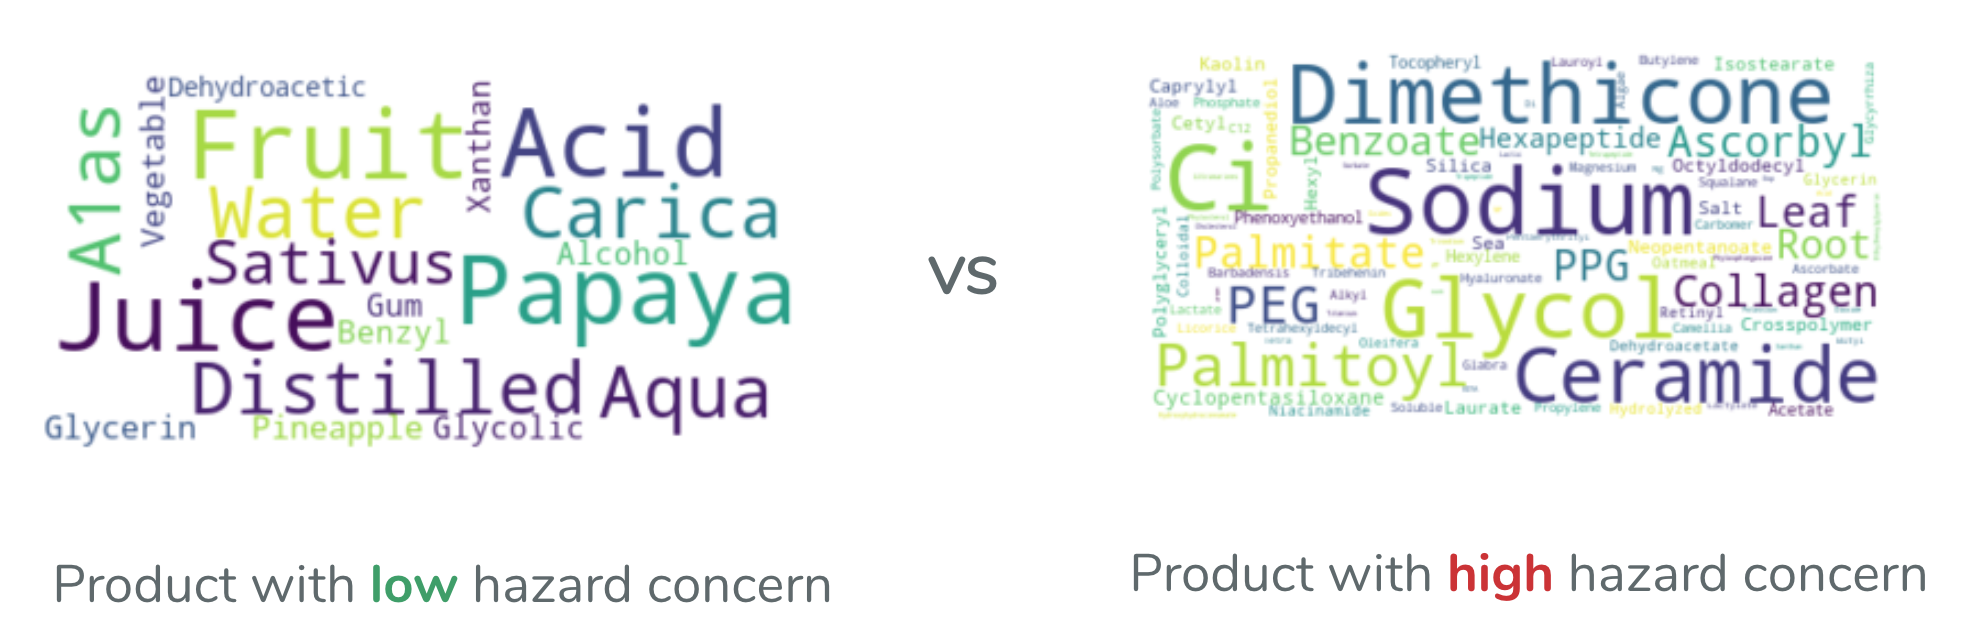 Dehydroacetic
Vegetable
Xanthan
A1as
Fruit
Acid
Water
Carica
Sativus
Alcohol
Papaya
Juice
Gum
Benzyl
Distilled
Aqua
Glycerin
Pineapple
Glycolic
vs
Kaolin
Tocopheryl
Lauroyl
Butylene
Isostearate
Caprylyl
Dimethicone
Algae
Glycyrrhiza
Aloe
Phosphate
Propanediol
Polysorbate
Cetyl
C12
Benzoate
Hexapeptide
Ascorbyl
Ci
Hexyl
Silica
Magnesium
Octyldodecyl
Sodium
Squalane
Glycerin
Phenoxyethanol
Salt
Leaf
Carbomer
Polyglyceryl
Colloidal
Palmitate
Sea
Hexylene
Neopentanoate
Root
Oatmeal
PPG
Barbadensis
Tribehenin
Hyaluronate
Ascorbate
PEG
Alkyl
Glycol
Collagen
Retinyl
Lactate
Licorice
Tetrahexyldecyl
Camellia
Crosspolymer
Oleifera
Dehydroacetate
Palmitoyl
Glabra
Ceramide
Cyclopentasiloxane
Niacinamide
Soluble
Laurate
Propylene
Hydrolyzed
Acetate
Product with low hazard concern
Product with high hazard concern